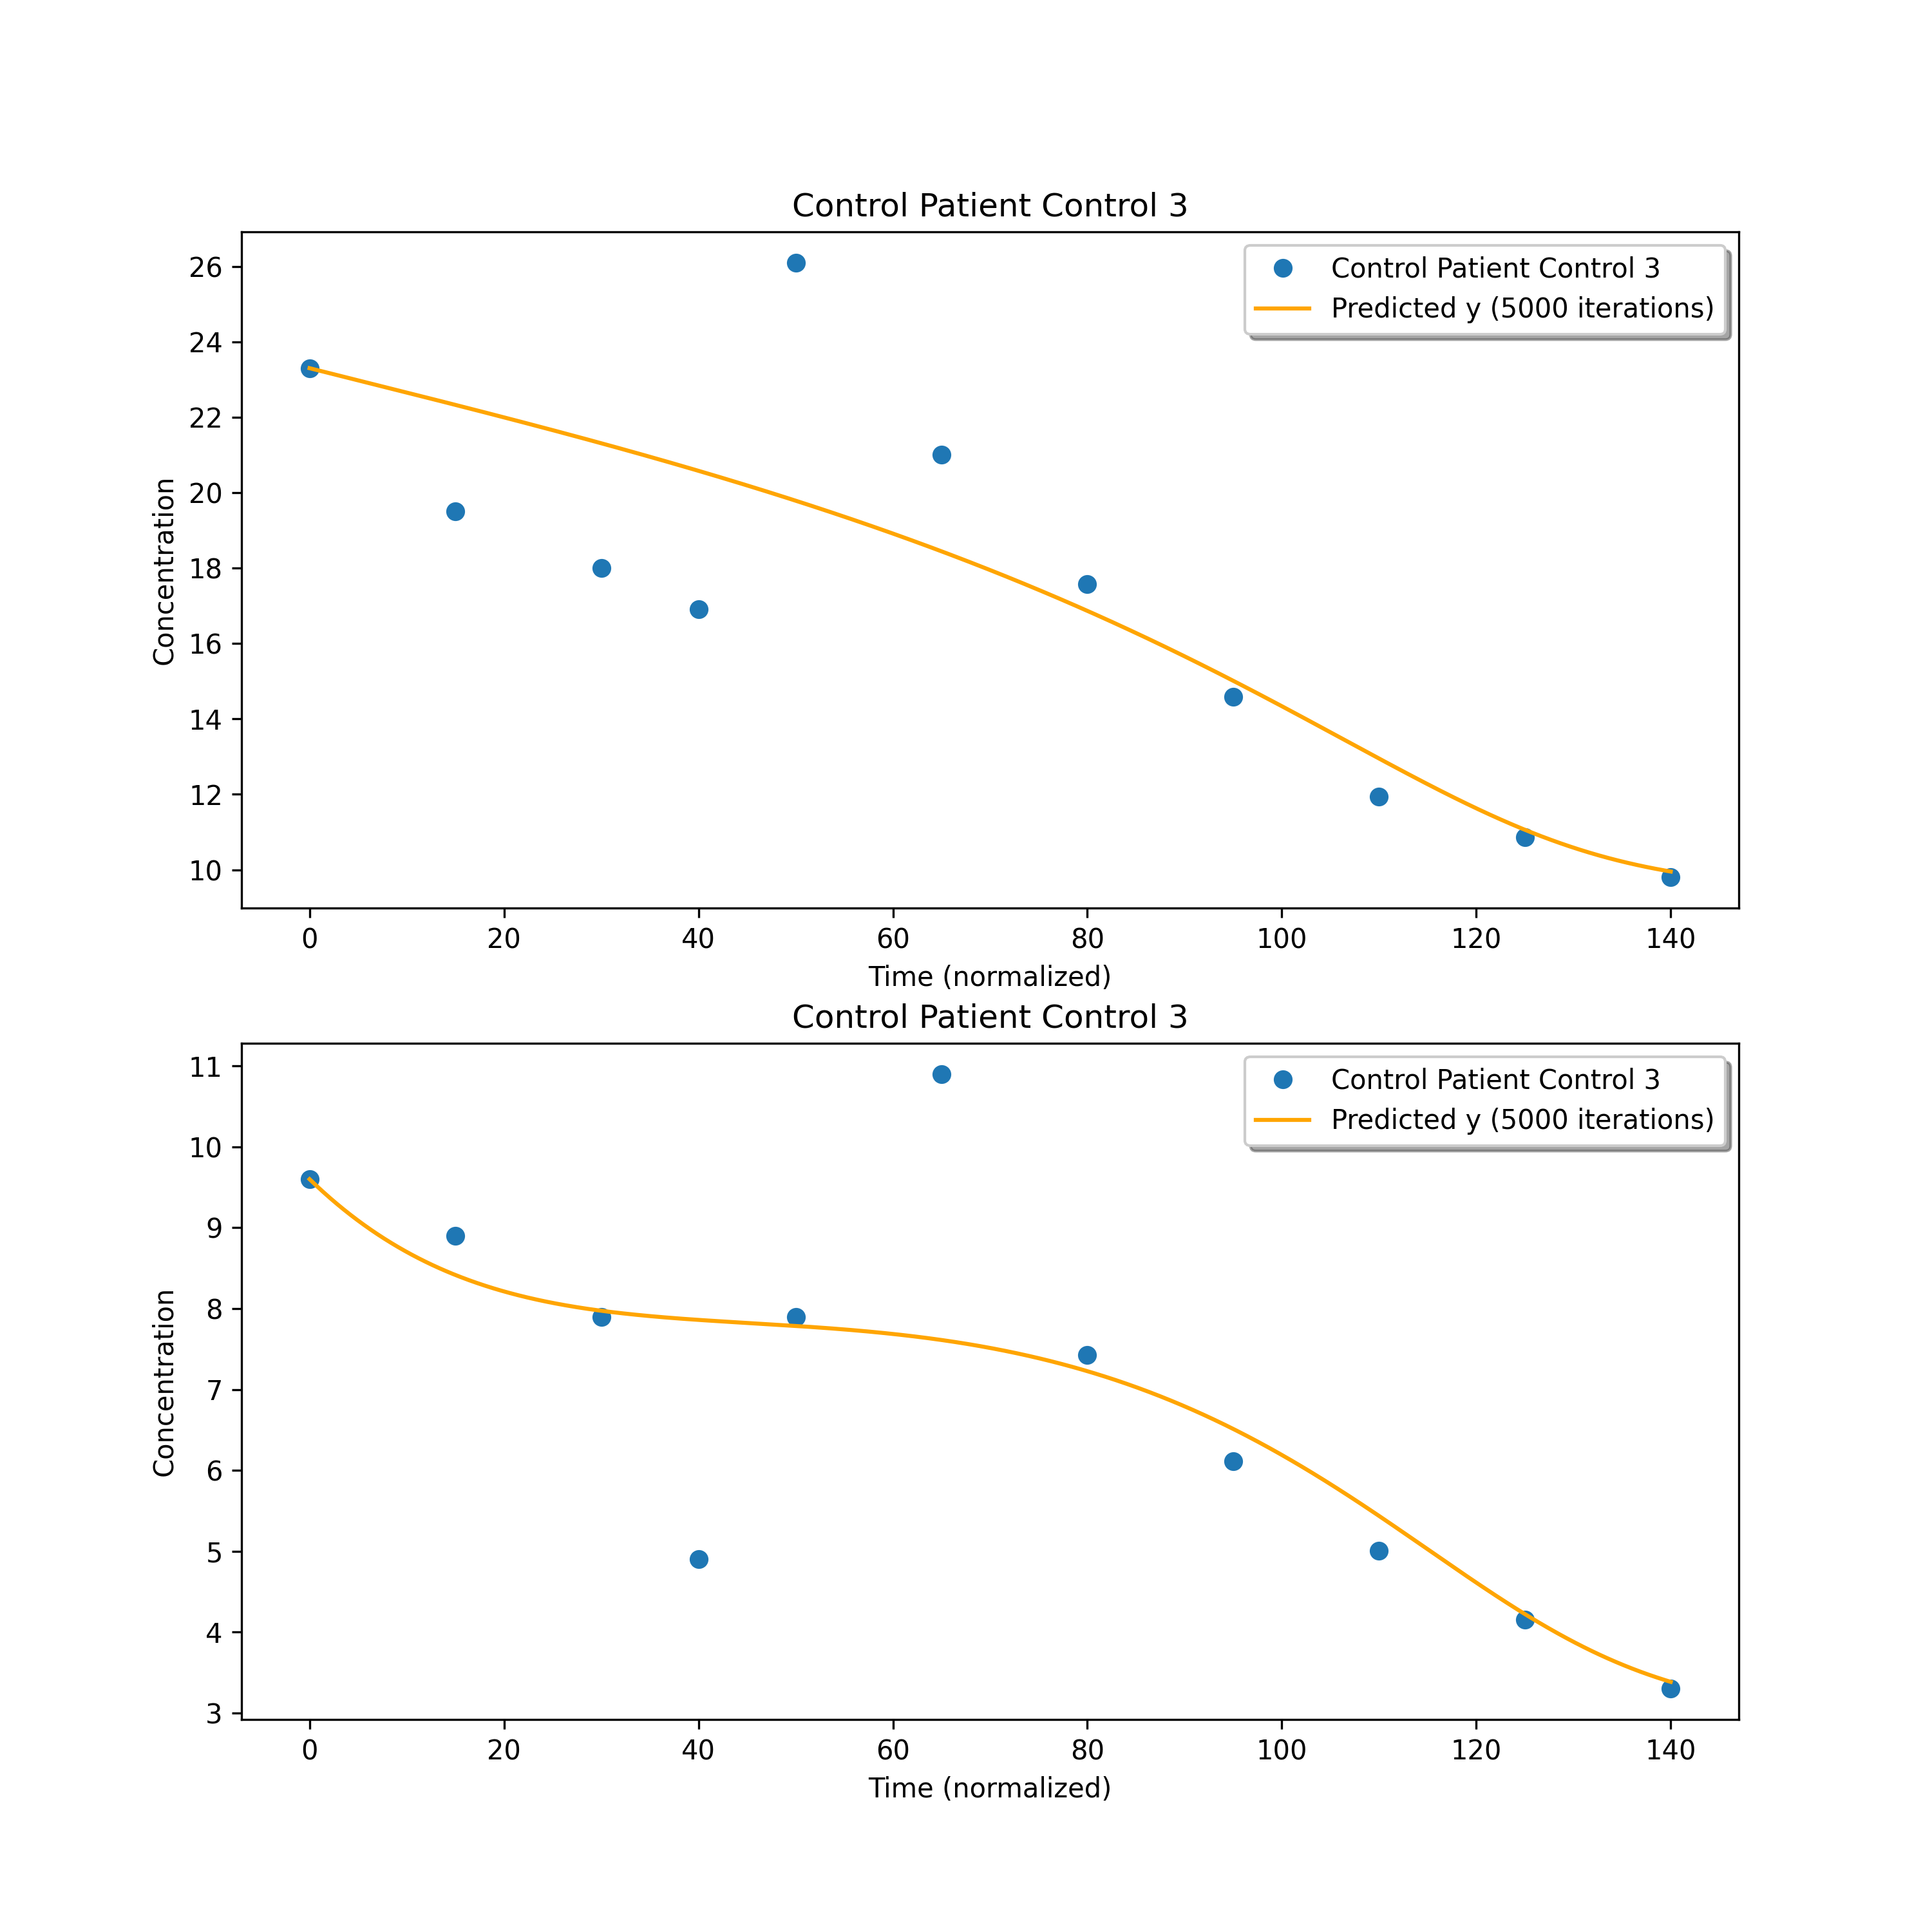 Control Patient Control 3
Control Patient Control 3
Predicted y (5000 iterations)
26
24
22
20
18
16
14
12
10
Concentration
0 20 40 60 80 100 120 140
Time (normalized)
Control Patient Control 3
Control Patient Control 3
Predicted y (5000 iterations)
11
10
9
8
7
6
5
4
3
Concentration
0 20 40 60 80 100 120 140
Time (normalized)